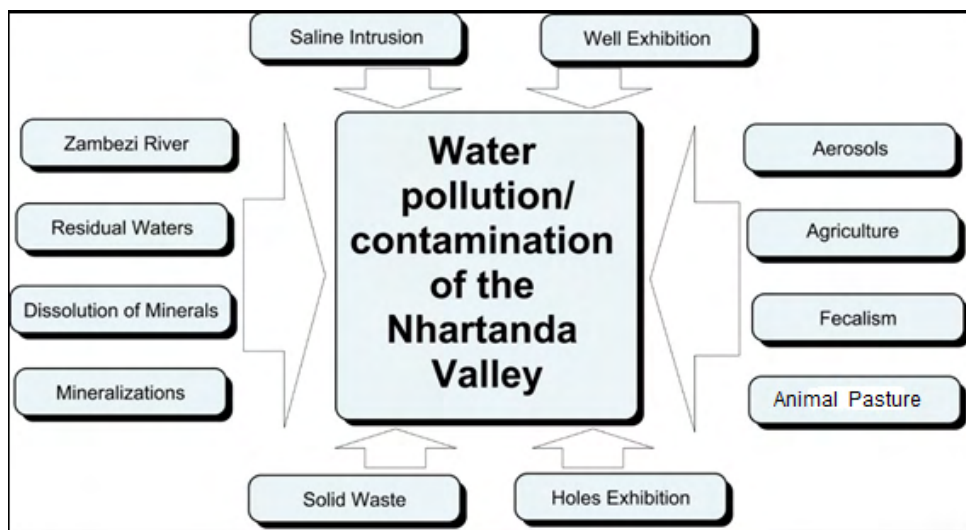 Saline Intrusion
Well Exhibition
Zambezi River
Residual Waters
Dissolution of Minerals
Mineralizations
Water
pollution/
contamination
of the
Nhartanda
Valley
Aerosols
Agriculture
Fecalism
Animal Pasture
Solid Waste
Holes Exhibition